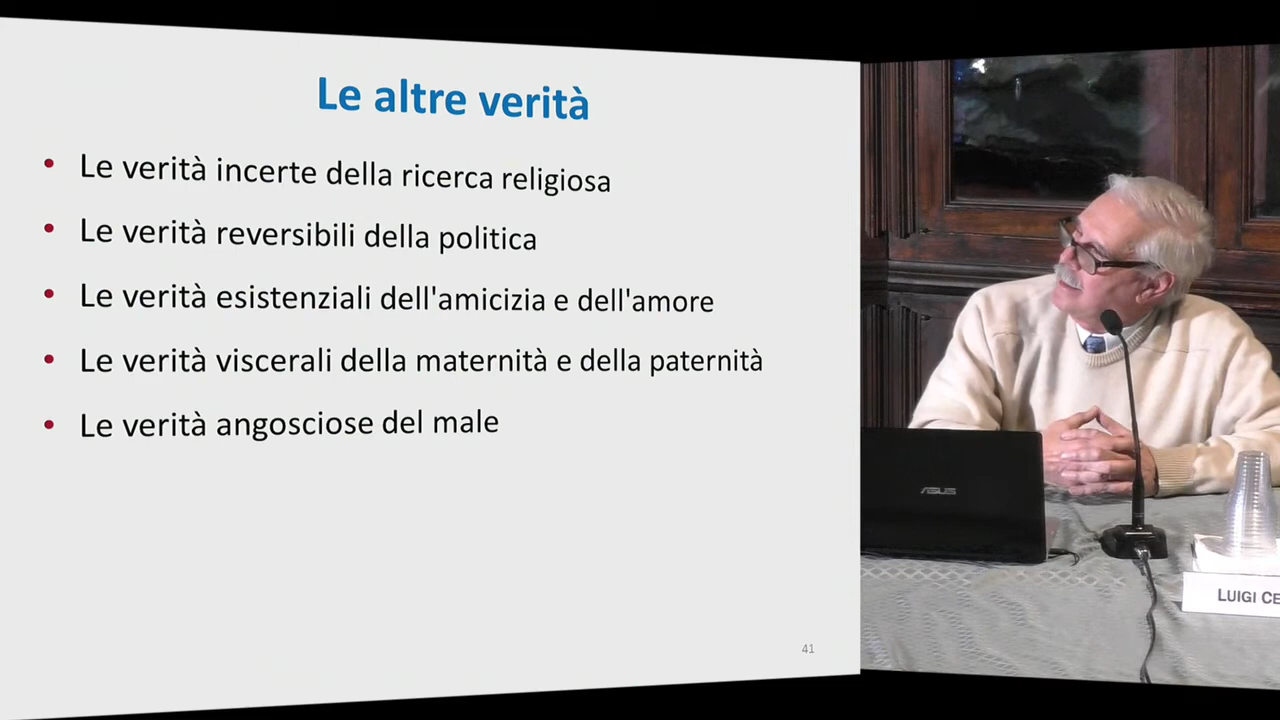 Le altre verità
• Le verità incerte della ricerca religiosa
• Le verità reversibili della politica
• Le verità esistenziali dell'amicizia e dell'amore
• Le verità viscerali della maternità e della paternità
• Le verità angosciose del male
41
ASUS
LUIGI CE